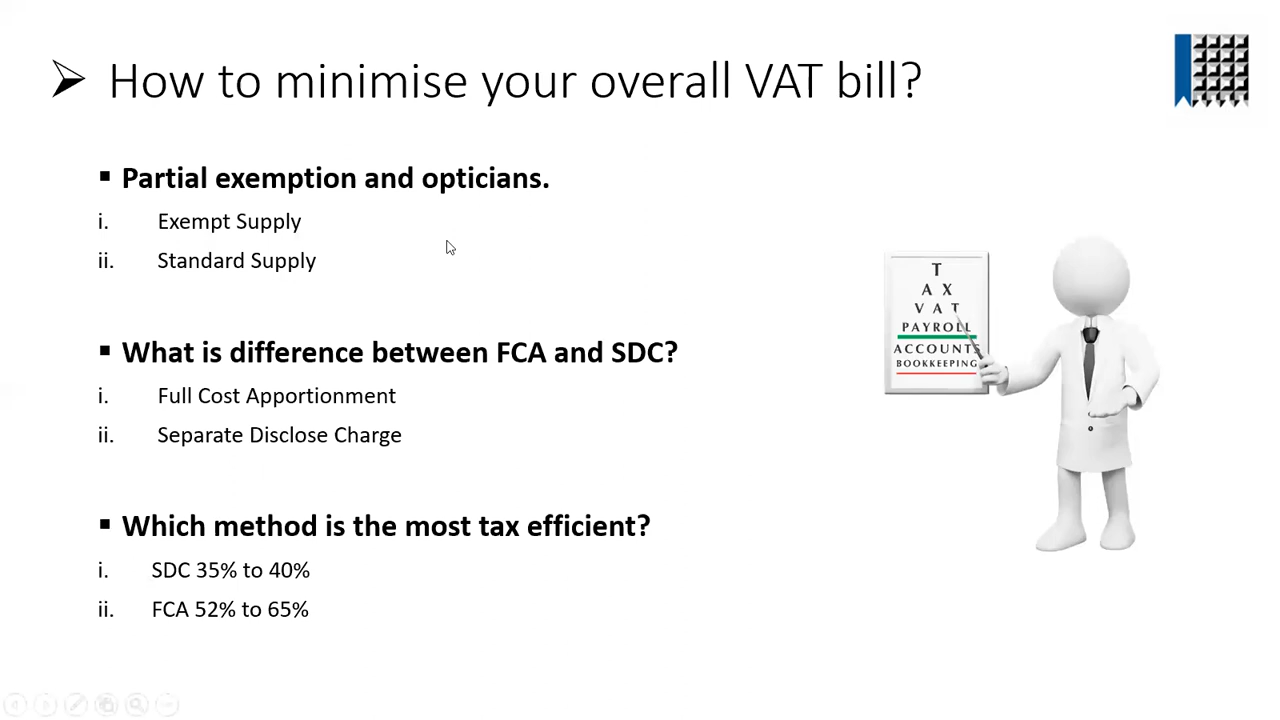 How to minimise your overall VAT bill?
Partial exemption and opticians.
i. Exempt Supply
ii. Standard Supply
What is difference between FCA and SDC?
i. Full Cost Apportionment
ii. Separate Disclose Charge
Which method is the most tax efficient?
i. SDC 35% to 40%
ii. FCA 52% to 65%
T
A X
V A T
PAYROLL
ACCOUNTS
BOOKKEEPING